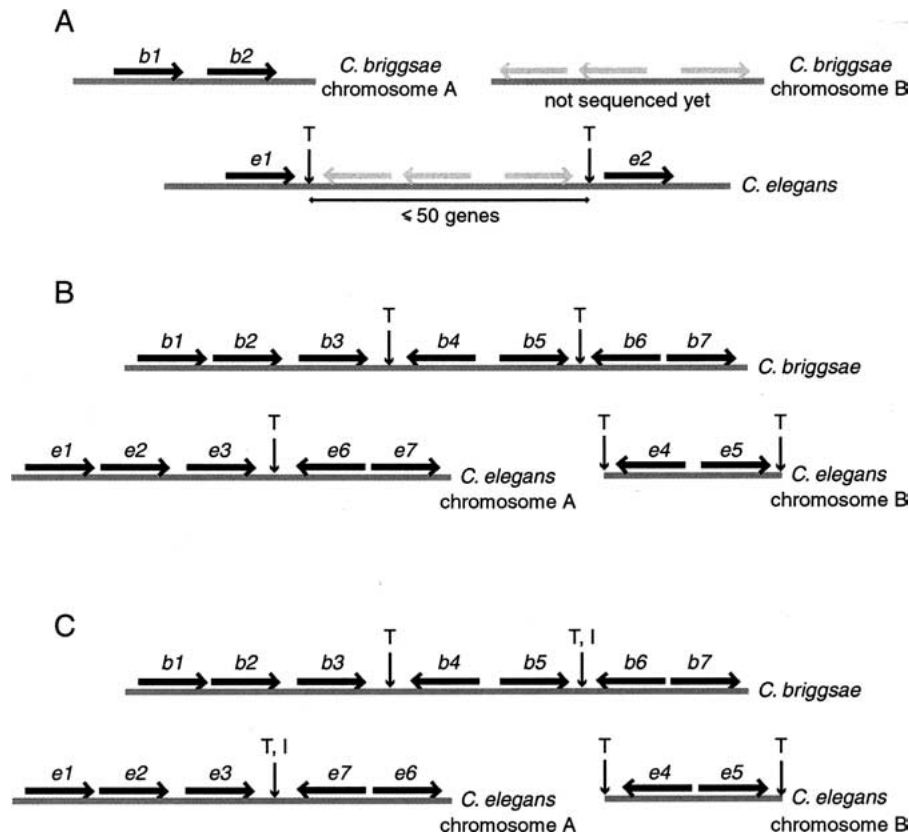 A
b1 b2
C. briggsae
chromosome A
C. briggsae
chromosome B
not sequenced yet
T T
e1 e2
C. elegans
⩽ 50 genes
B
T T
b1 b2 b3 b4 b5 b6 b7
C. briggsae
T T T
e1 e2 e3 e6 e7 e4 e5
C. elegans
chromosome A
C. elegans
chromosome B
C
T T, I
b1 b2 b3 b4 b5 b6 b7
C. briggsae
T, I T T
e1 e2 e3 e7 e6 e4 e5
C. elegans
chromosome A
C. elegans
chromosome B